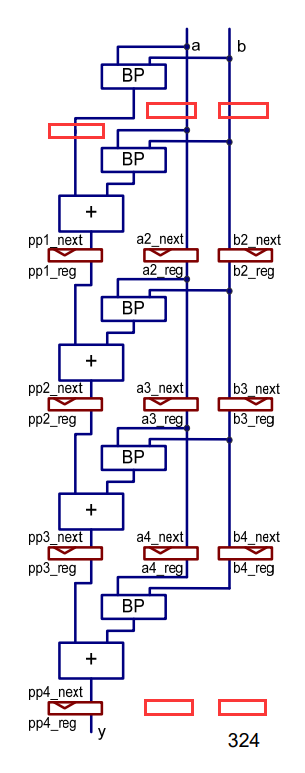 a b
BP
BP
+
pp1_next a2_next b2_next
pp1_reg a2_reg b2_reg
BP
+
pp2_next a3_next b3_next
pp2_reg a3_reg b3_reg
BP
+
pp3_next a4_next b4_next
pp3_reg a4_reg b4_reg
BP
+
pp4_next
pp4_reg
y
324